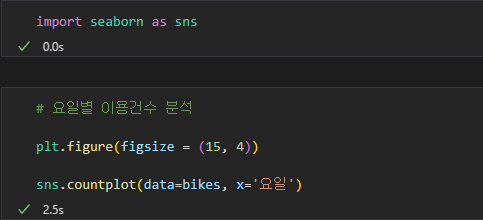 import seaborn as sns
0.0s
# 요일별 이용건수 분석
plt.figure(figsize = (15, 4))
sns.countplot(data=bikes, x='요일')
2.5s